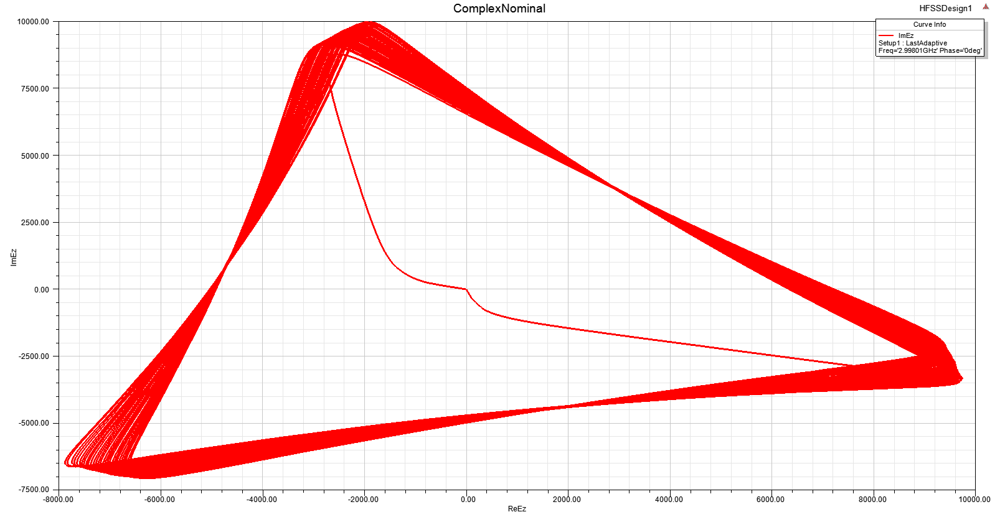 ComplexNominal
HFSSDesign1
Curve Info
ImEz
Setup1 : LastAdaptive
Freq='2.99801GHz' Phase='0deg'
10000.00
7500.00
5000.00
2500.00
0.00
-2500.00
-5000.00
-7500.00
ImEz
-8000.00 -6000.00 -4000.00 -2000.00 0.00 2000.00 4000.00 6000.00 8000.00 10000.00
ReEz